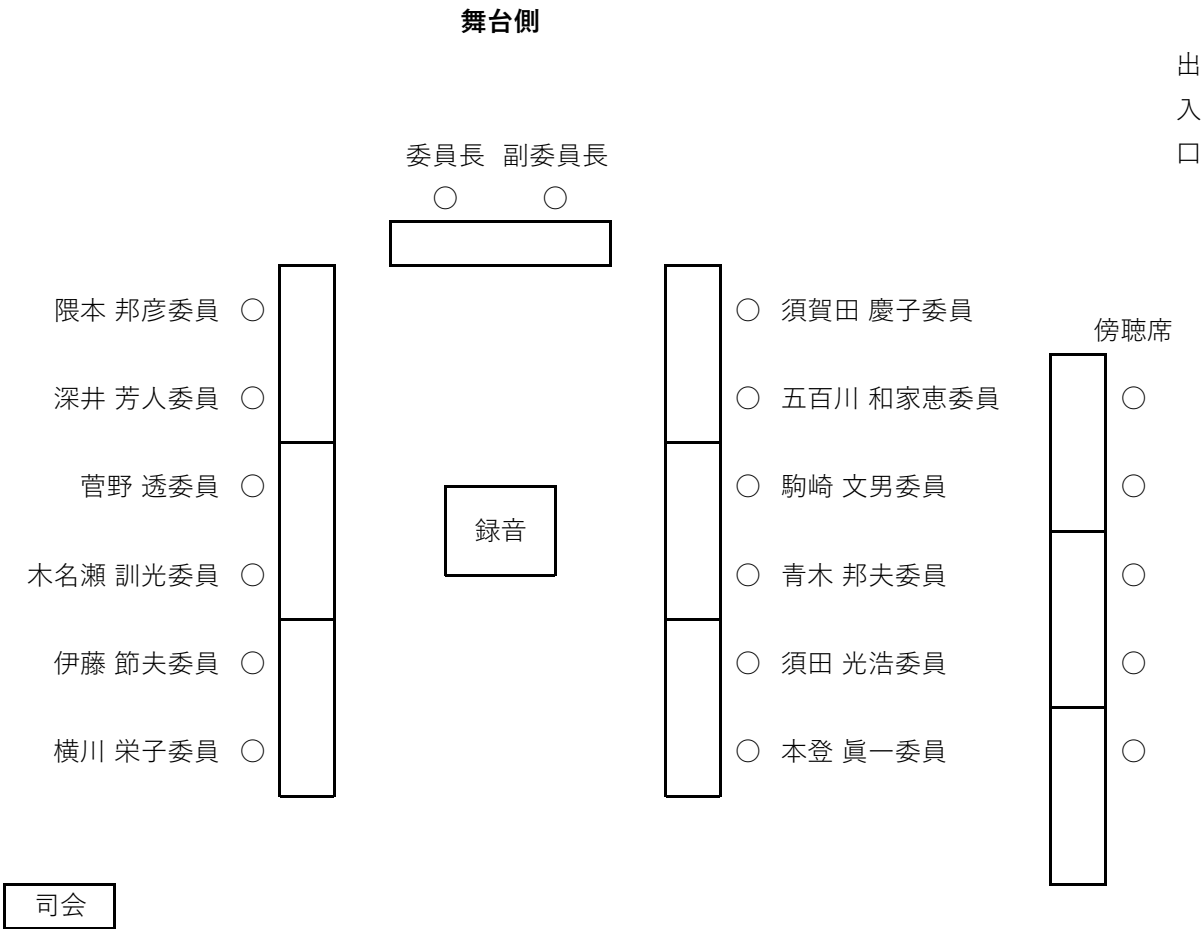 舞台側
出
入
口
委員長 副委員長
○ ○
隈本 邦彦委員 ○ ○ 須賀田 慶子委員
傍聴席
深井 芳人委員 ○ ○ 五百川 和家恵委員 ○
菅野 透委員 ○ ○ 駒崎 文男委員 ○
録音
木名瀬 訓光委員 ○ ○ 青木 邦夫委員 ○
伊藤 節夫委員 ○ ○ 須田 光浩委員 ○
横川 栄子委員 ○ ○ 本登 眞一委員 ○
司会